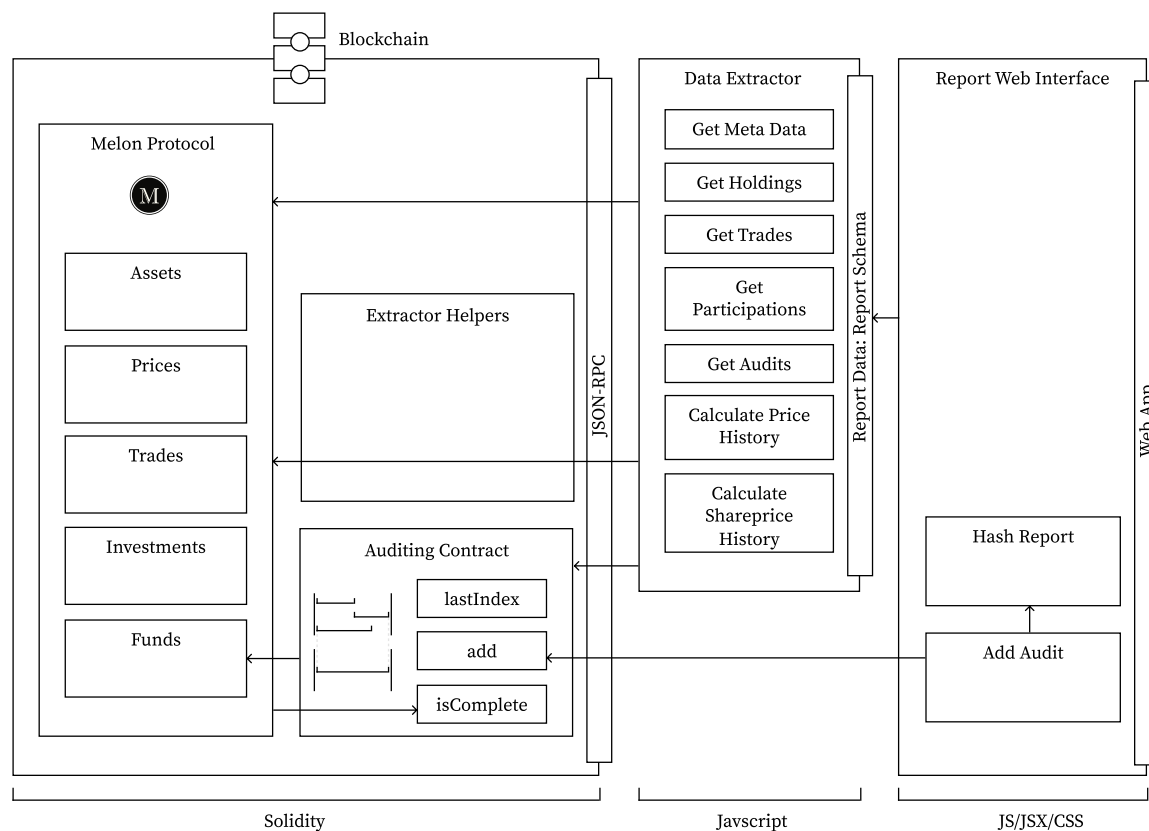 Blockchain
Melon Protocol
M
Assets
Prices
Trades
Investments
Funds
Extractor Helpers
Auditing Contract
lastIndex
add
isComplete
JSON-RPC
Data Extractor
Get Meta Data
Get Holdings
Get Trades
Get
Participations
Get Audits
Calculate Price
History
Calculate
Shareprice
History
Report Data: Report Schema
Report Web Interface
Hash Report
Add Audit
Web App
Solidity
Javscript
JS/JSX/CSS